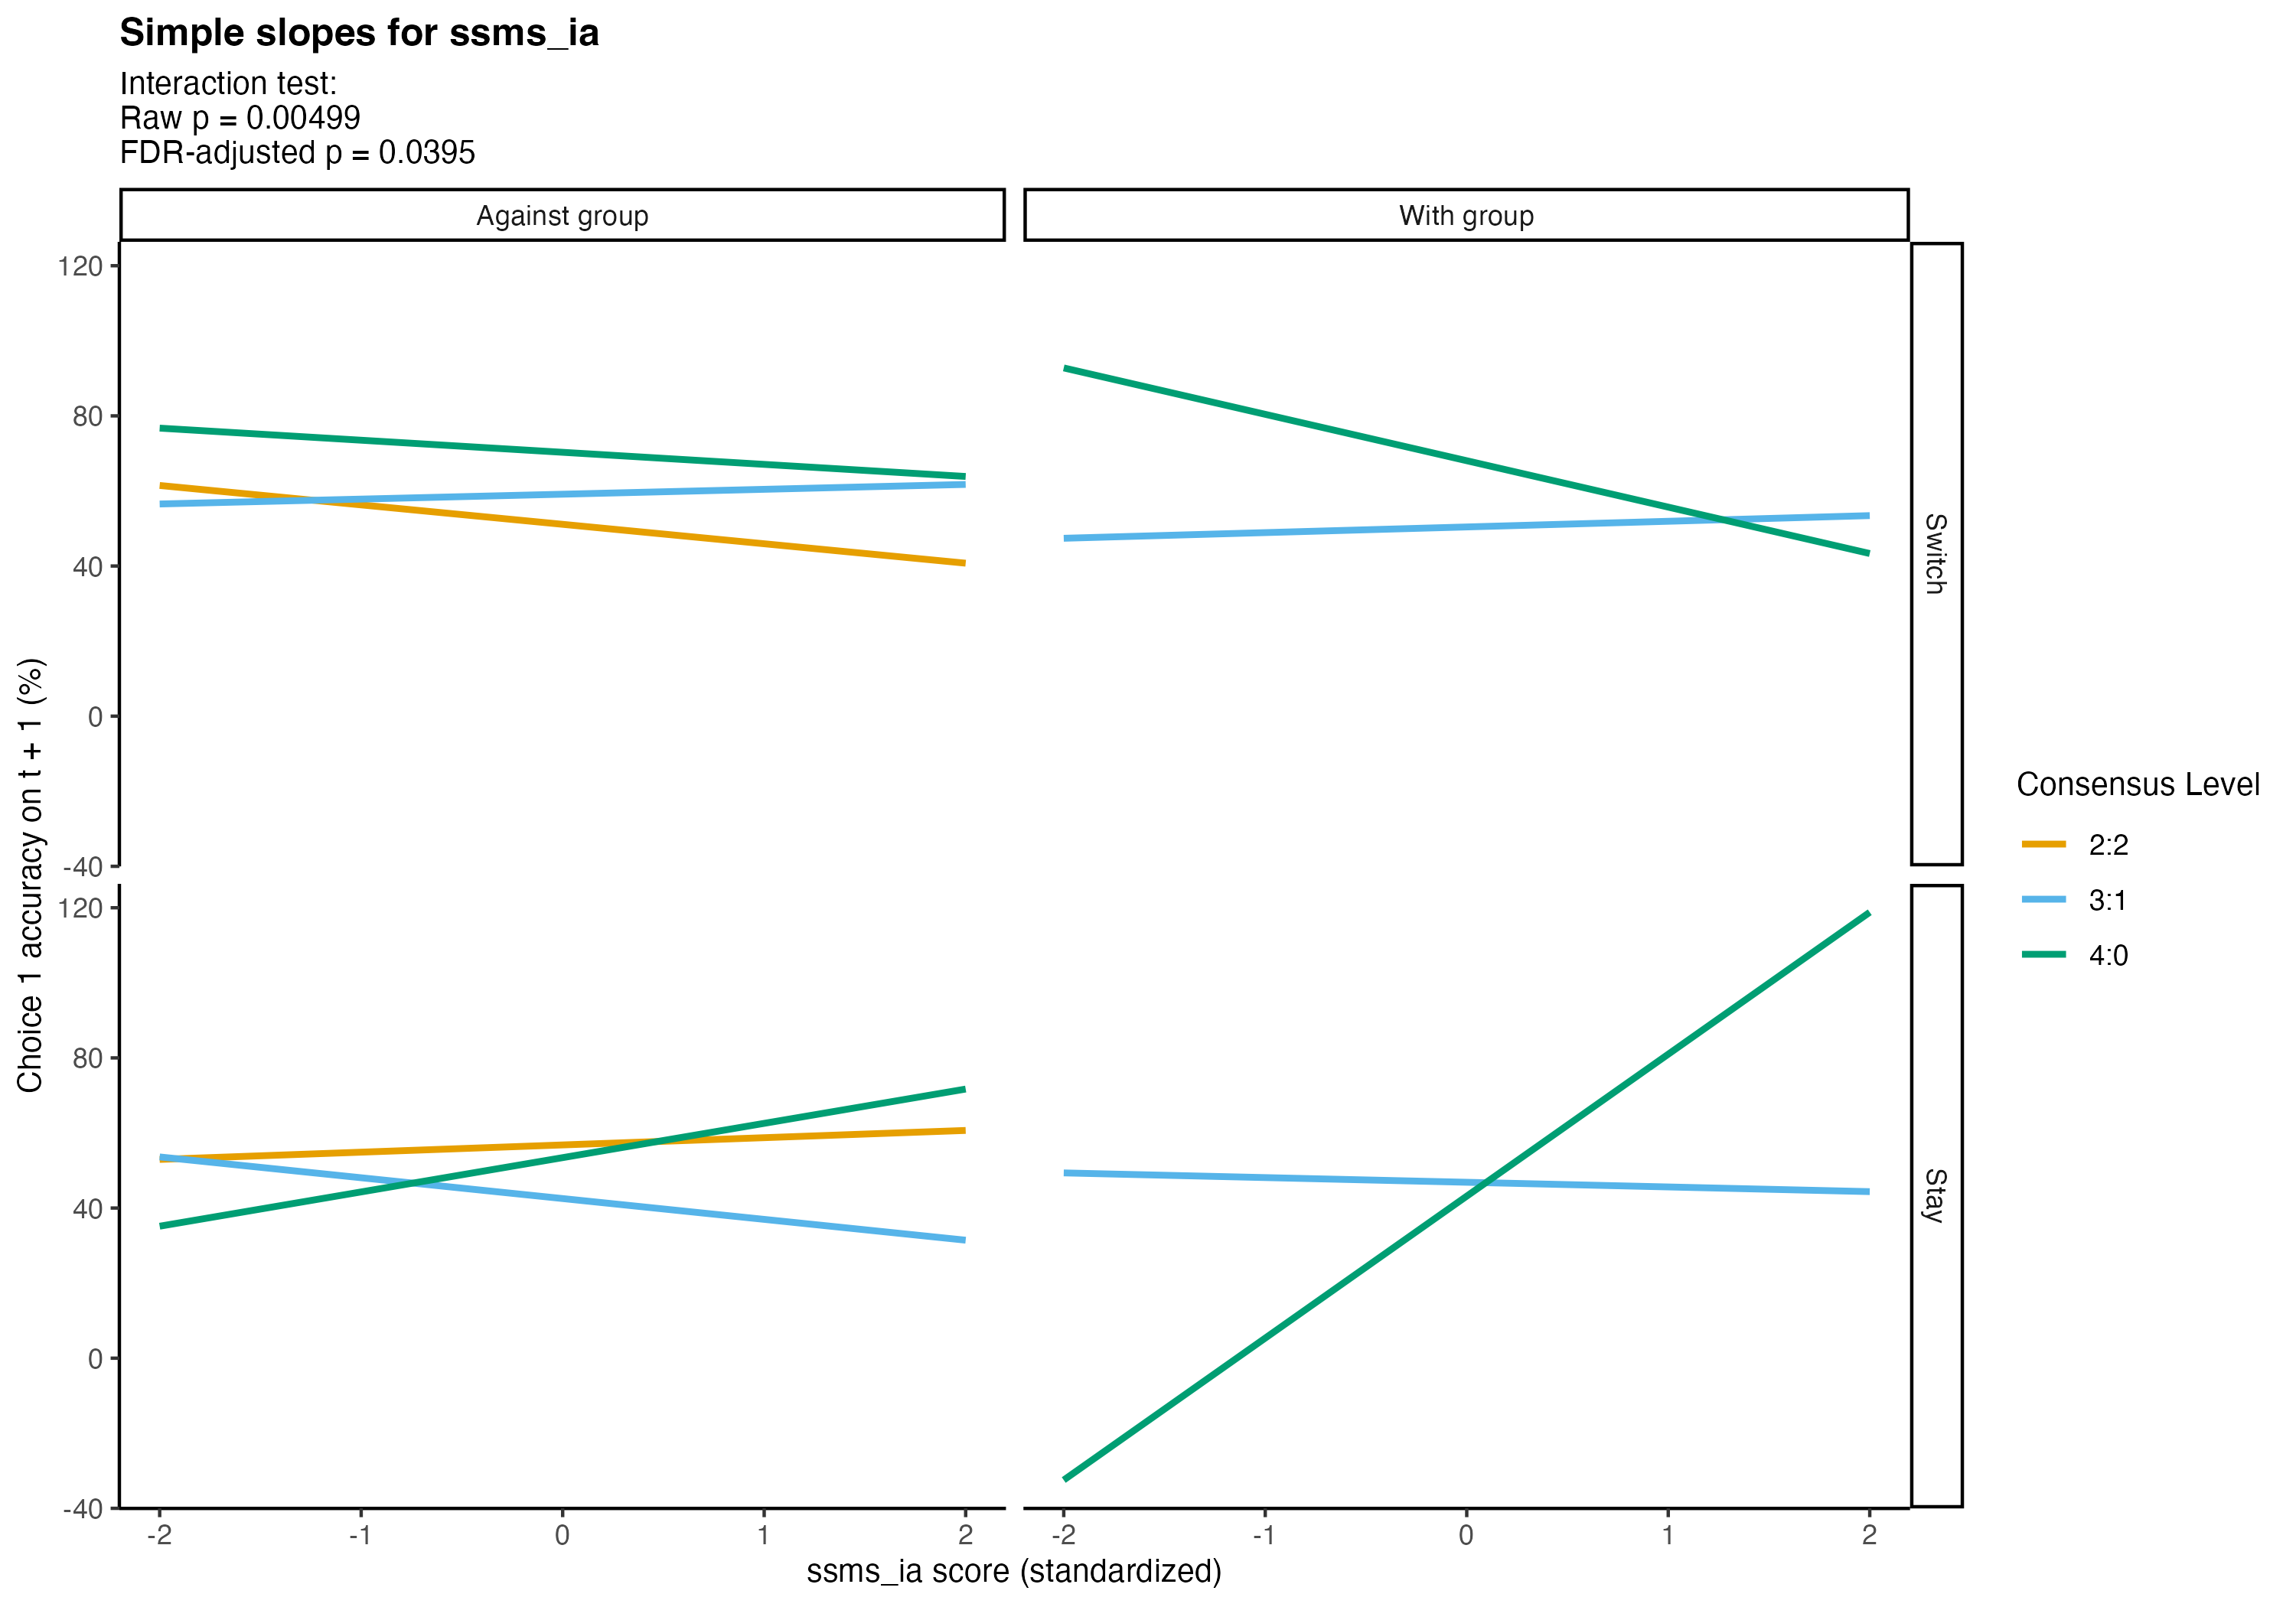 Simple slopes for ssms_ia
Interaction test:
Raw p = 0.00499
FDR-adjusted p = 0.0395
Against group
With group
120
80
40
0
-40
Switch
120
80
40
0
-40
Stay
Choice 1 accuracy on t + 1 (%)
-2
-1
0
1
2
-2
-1
0
1
2
ssms_ia score (standardized)
Consensus Level
2:2
3:1
4:0